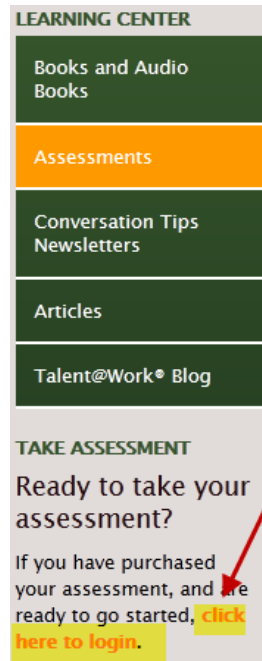 LEARNING CENTER
Books and Audio
Books
Assessments
Conversation Tips
Newsletters
Articles
Talent@Work® Blog
TAKE ASSESSMENT
Ready to take your
assessment?
If you have purchased
your assessment, and are
ready to go started, click
here to login.